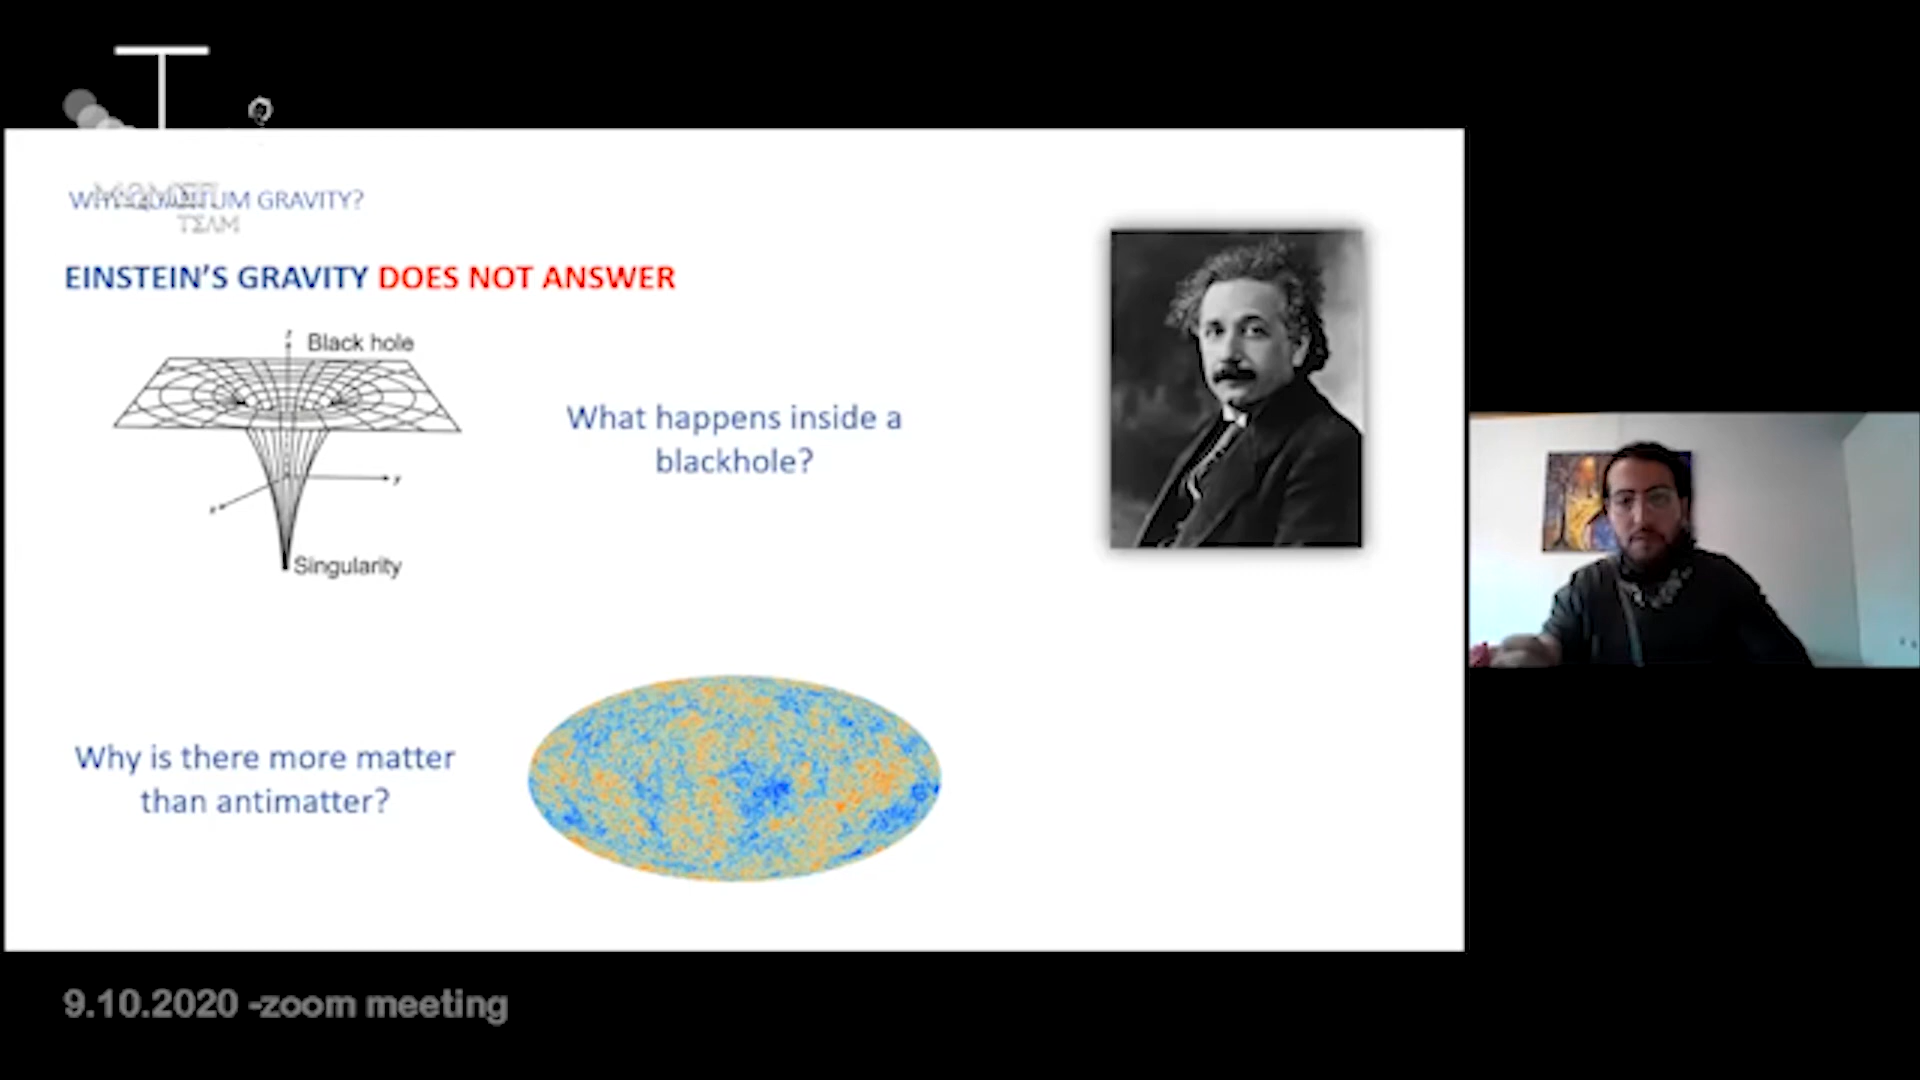 WHY QUANTUM GRAVITY?
TΣΛM
EINSTEIN'S GRAVITY DOES NOT ANSWER
z
Black hole
What happens inside a
blackhole?
y
x
Singularity
Why is there more matter
than antimatter?
9.10.2020 -zoom meeting